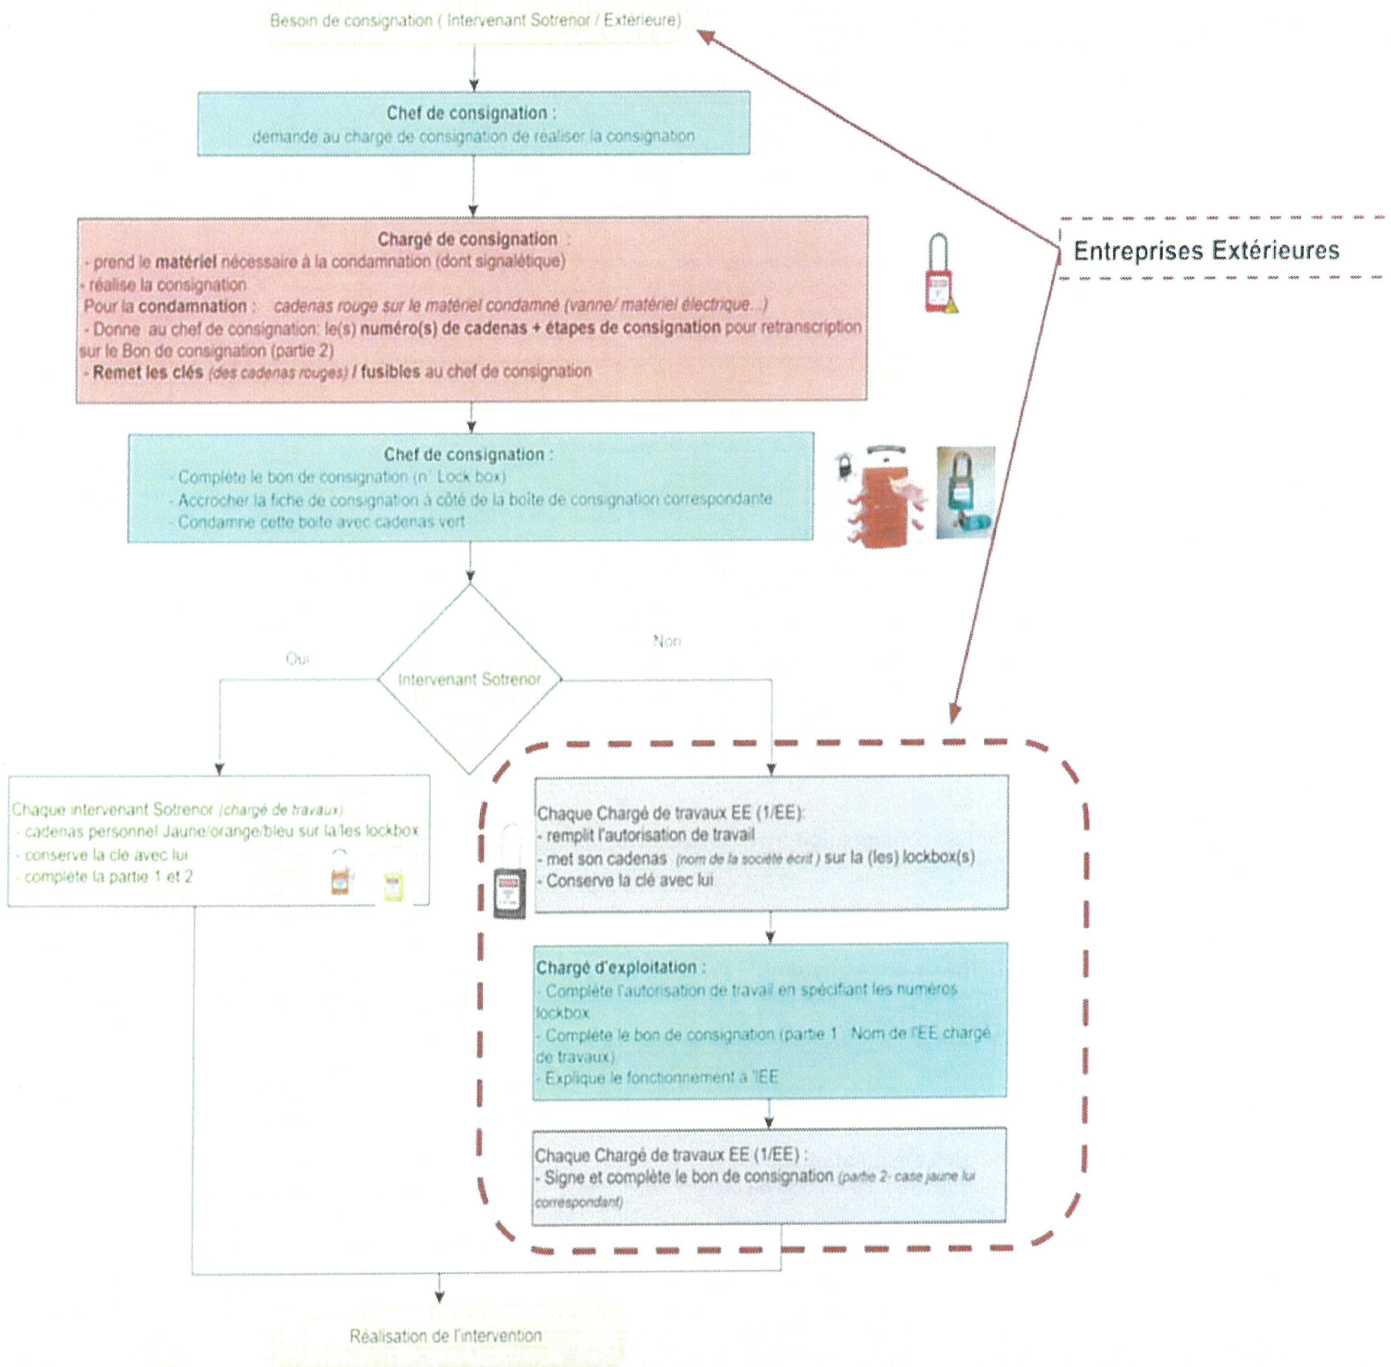 Besoin de consignation ( Intervenant Sotrenor / Extérieure)
Chef de consignation :
demande au chargé de consignation de réaliser la consignation
Chargé de consignation :
- prend le matériel nécessaire à la condamnation (dont signalétique)
- réalise la consignation
Pour la condamnation : cadenas rouge sur le matériel condamné (vanne/ matériel électrique...)
- Donne au chef de consignation: le(s) numéro(s) de cadenas + étapes de consignation pour retranscription
sur le Bon de consignation (partie 2)
- Remet les clés (des cadenas rouges) / fusibles au chef de consignation
Entreprises Extérieures
Chef de consignation :
- Complète le bon de consignation (n° Lock box)
- Accrocher la fiche de consignation à côté de la boîte de consignation correspondante
- Condamne cette boite avec cadenas vert
Intervenant Sotrenor
Oui
Non
Chaque intervenant Sotrenor (chargé de travaux)
- cadenas personnel Jaune/orange/bleu sur la/les lockbox
- conserve la clé avec lui
- complète la partie 1 et 2
Chaque Chargé de travaux EE (1/EE):
- remplit l'autorisation de travail
- met son cadenas (nom de la société écrit ) sur la (les) lockbox(s)
- Conserve la clé avec lui
Chargé d'exploitation :
- Complète l'autorisation de travail en spécifiant les numéros
lockbox
- Complète le bon de consignation (partie 1 : Nom de l'EE chargé
de travaux)
- Explique le fonctionnement à l'EE
Chaque Chargé de travaux EE (1/EE) :
- Signe et complète le bon de consignation (partie 2- case jaune lui
correspondant)
Réalisation de l'intervention